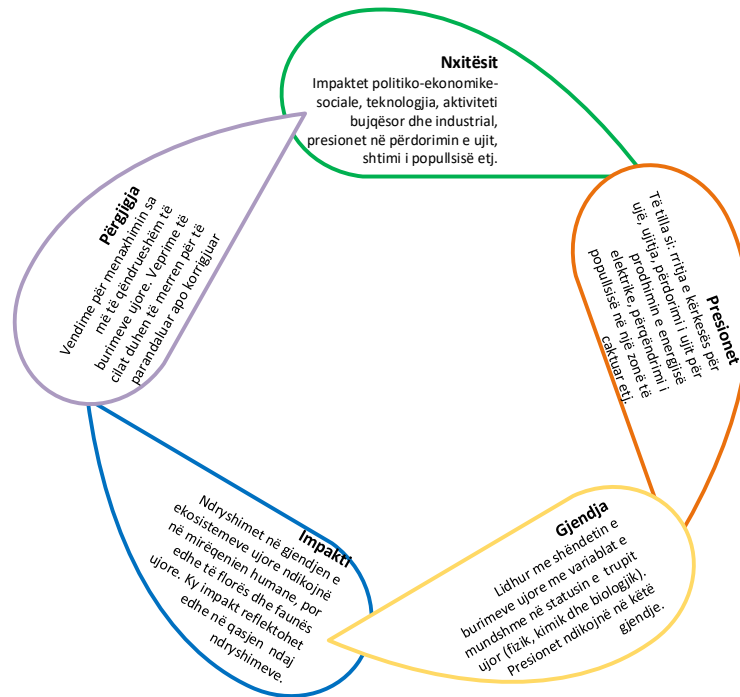 Nxitësit
Impaktet politiko-ekonomike-
sociale, teknologjia, aktiviteti
bujqësor dhe industrial,
presionet në përdorimin e ujit,
shtimi i popullsisë etj.
Presionet
Të tilla si: rritja e kërkesës për
ujë, ujitja, përdorimi i ujit për
prodhimin e energjisë
elektrike, përqëndrimi i
popullsisë në një zonë të
caktuar etj.
Gjendja
Lidhur me shëndetin e
burimeve ujore me variablat e
mundshme në statusin e trupit
ujor (fizik, kimik dhe biologjik).
Presionet ndikojnë në këtë
gjendje.
Impakti
Ndryshimet në gjendjen e
ekosistemeve ujore ndikojnë
në mirëqenien humane, por
edhe të florës dhe faunës
ujore. Ky impakt reflektohet
edhe në qasjen ndaj
ndryshimeve.
Përgjigja
Vendime për menaxhimin sa
më të qëndrueshëm të
burimeve ujore. Veprime të
cilat duhen të merren për të
parandaluar apo korrigjuar